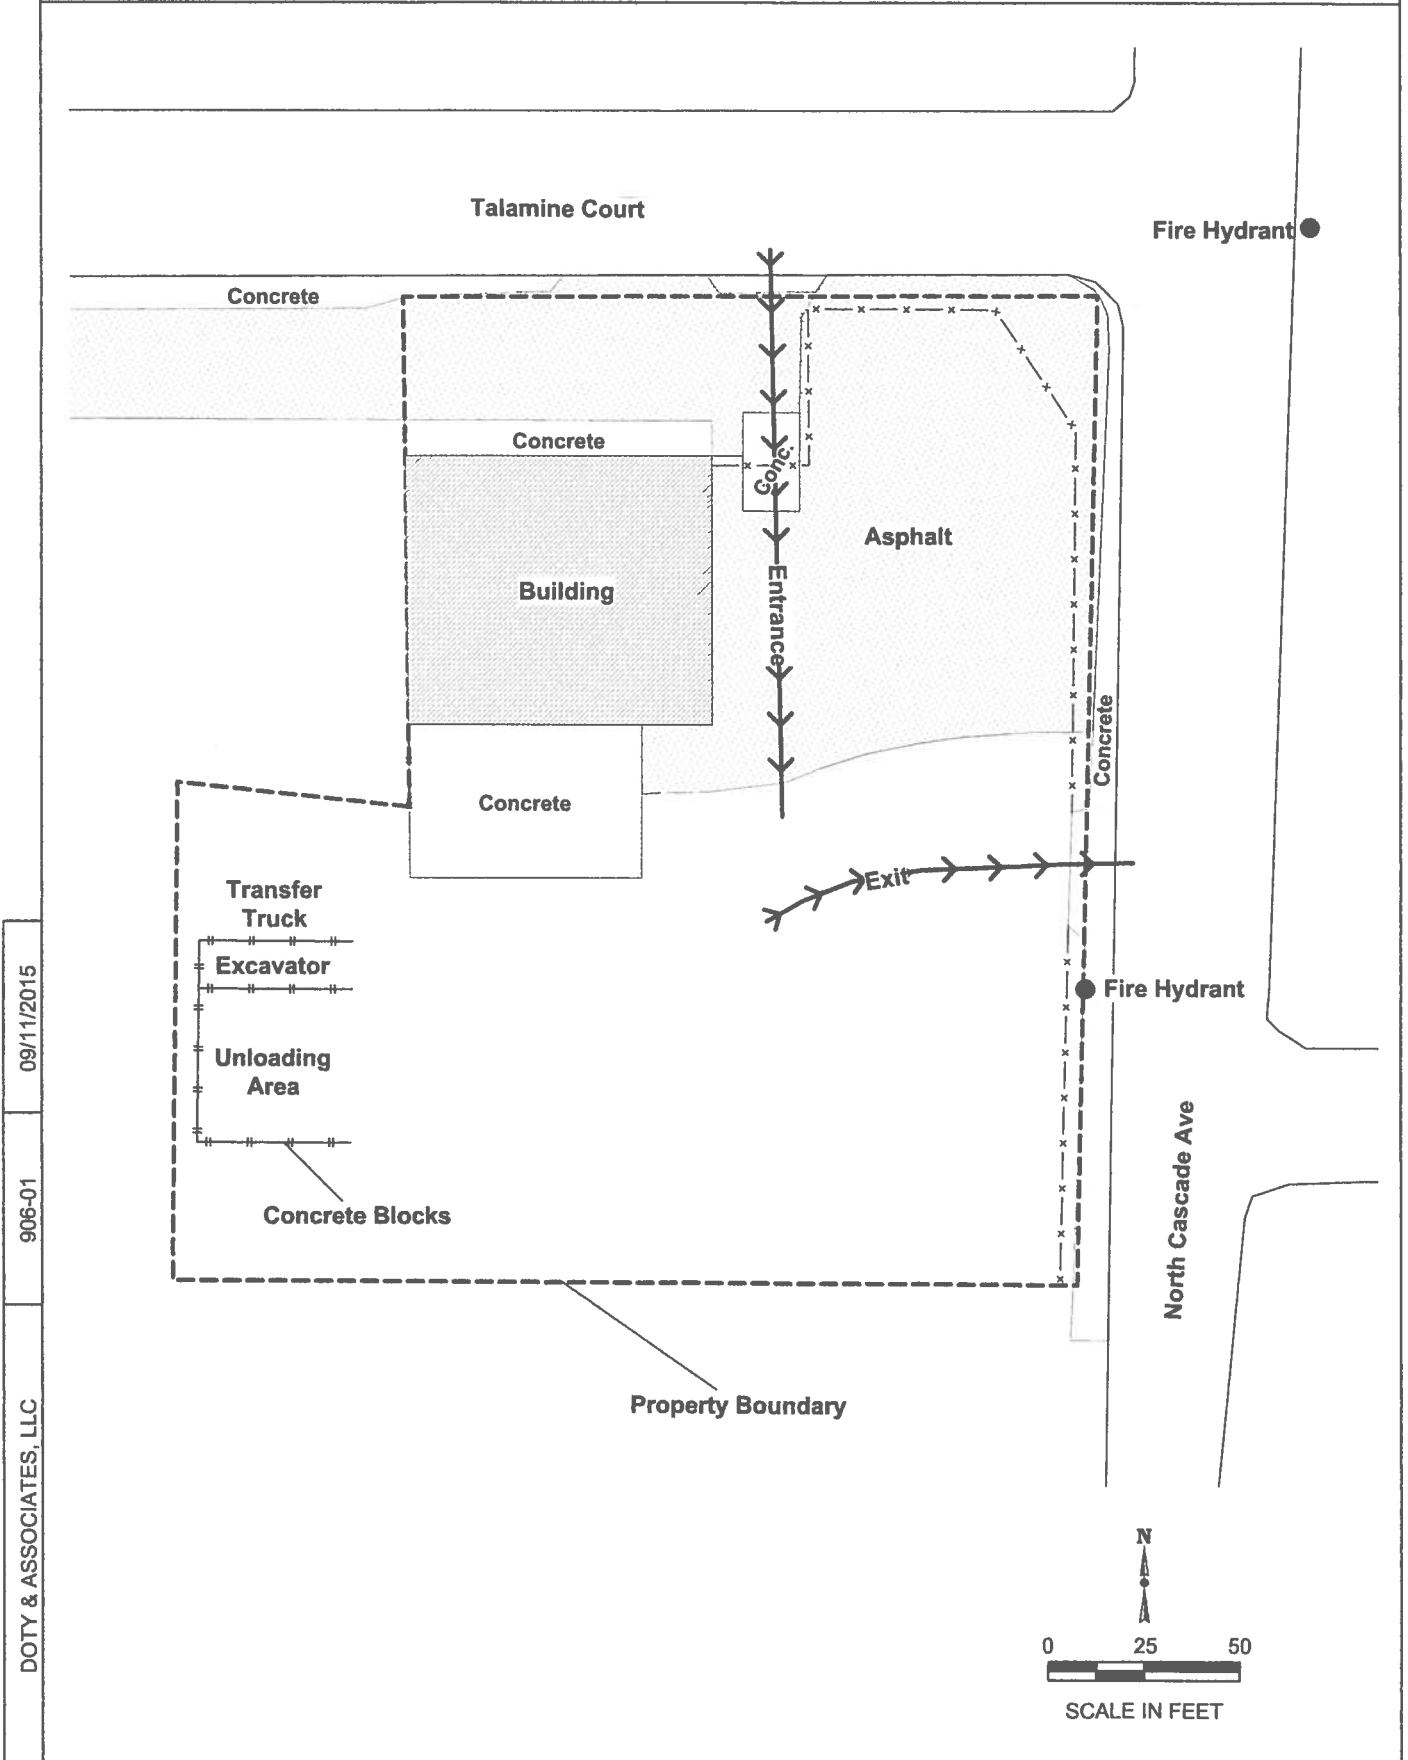 Talamine Court
Fire Hydrant
Concrete
Concrete
Conc.
Asphalt
Building
Entrance
Concrete
Concrete
Exit
Transfer
Truck
Excavator
Fire Hydrant
Unloading
Area
Concrete Blocks
North Cascade Ave
Property Boundary
09/11/2015
906-01
DOTY & ASSOCIATES, LLC
N
0 25 50
SCALE IN FEET